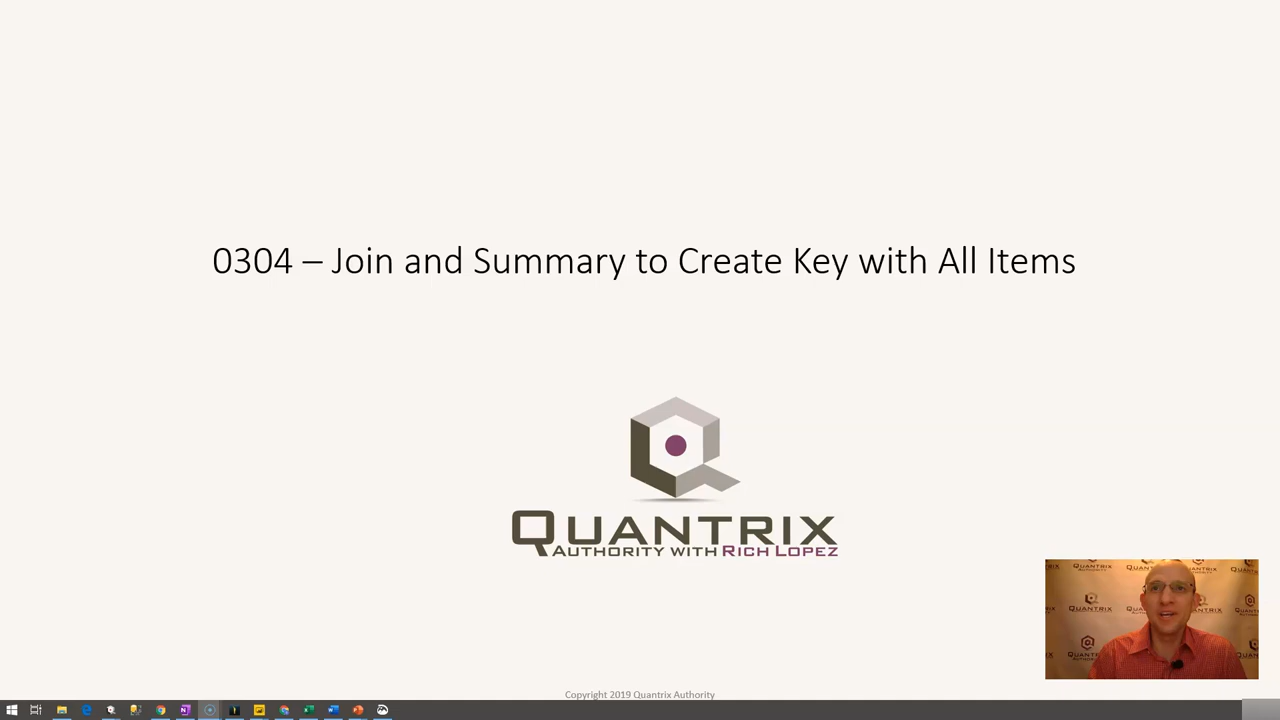 0304 – Join and Summary to Create Key with All Items
QUANTRIX
AUTHORITY WITH RICH LOPEZ
QUANTRIX
Copyright 2019 Quantrix Authority